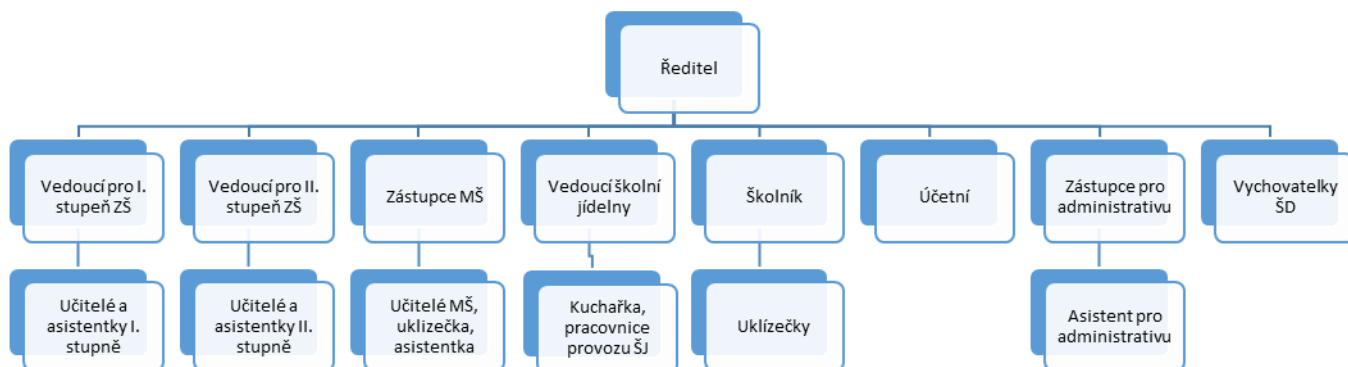 Ředitel
Vedoucí pro I.
stupeň ZŠ
Vedoucí pro II.
stupeň ZŠ
Zástupce MŠ
Vedoucí školní
jídelny
Školník
Účetní
Zástupce pro
administrativu
Vychovatelky
ŠD
Učitelé a
asistentky I.
stupně
Učitelé a
asistentky II.
stupně
Učitelé MŠ,
uklizečka,
asistentka
Kuchařka,
pracovnice
provozu ŠJ
Uklízečky
Asistent pro
administrativu